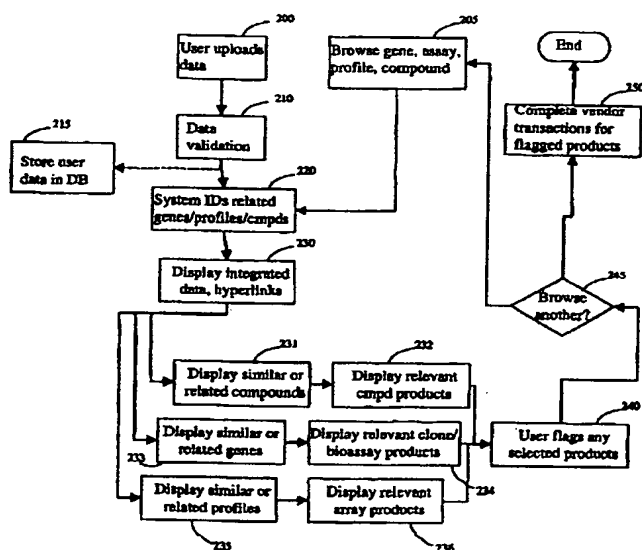 200
User uploads
data
205
Browse gene, assay,
profile, compound
End
250
Complete vendor
transactions for
flagged products
210
Data
validation
215
Store user
data in DB
220
System IDs related
genes/profiles/cmpds
230
Display integrated
data, hyperlinks
245
Browse
another?
231
Display similar or
related compounds
232
Display relevant
cmpd products
233
Display similar or
related genes
Display relevant clone/
bioassay products
234
240
User flags any
selected products
Display similar or
related profiles
235
Display relevant
array products
236